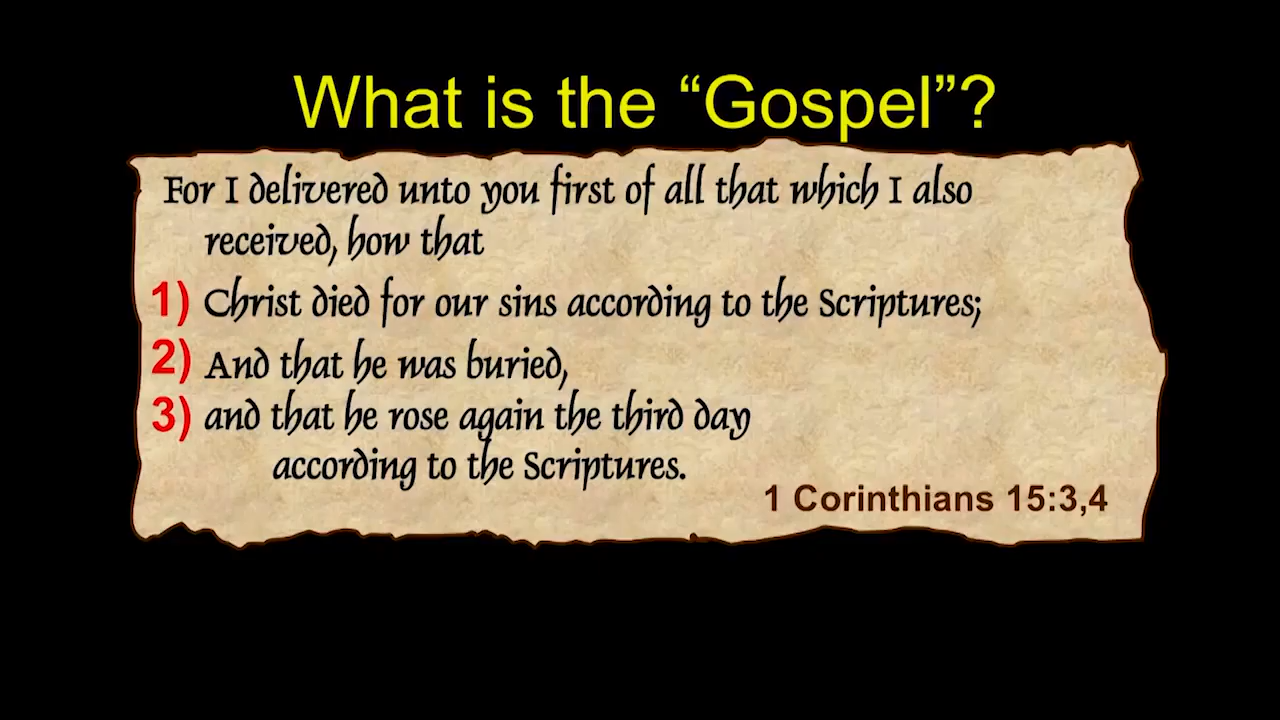 What is the “Gospel”?
For I delivered unto you first of all that which I also
received, how that
1) Christ died for our sins according to the Scriptures;
2) And that he was buried,
3) and that he rose again the third day
according to the Scriptures.
1 Corinthians 15:3,4